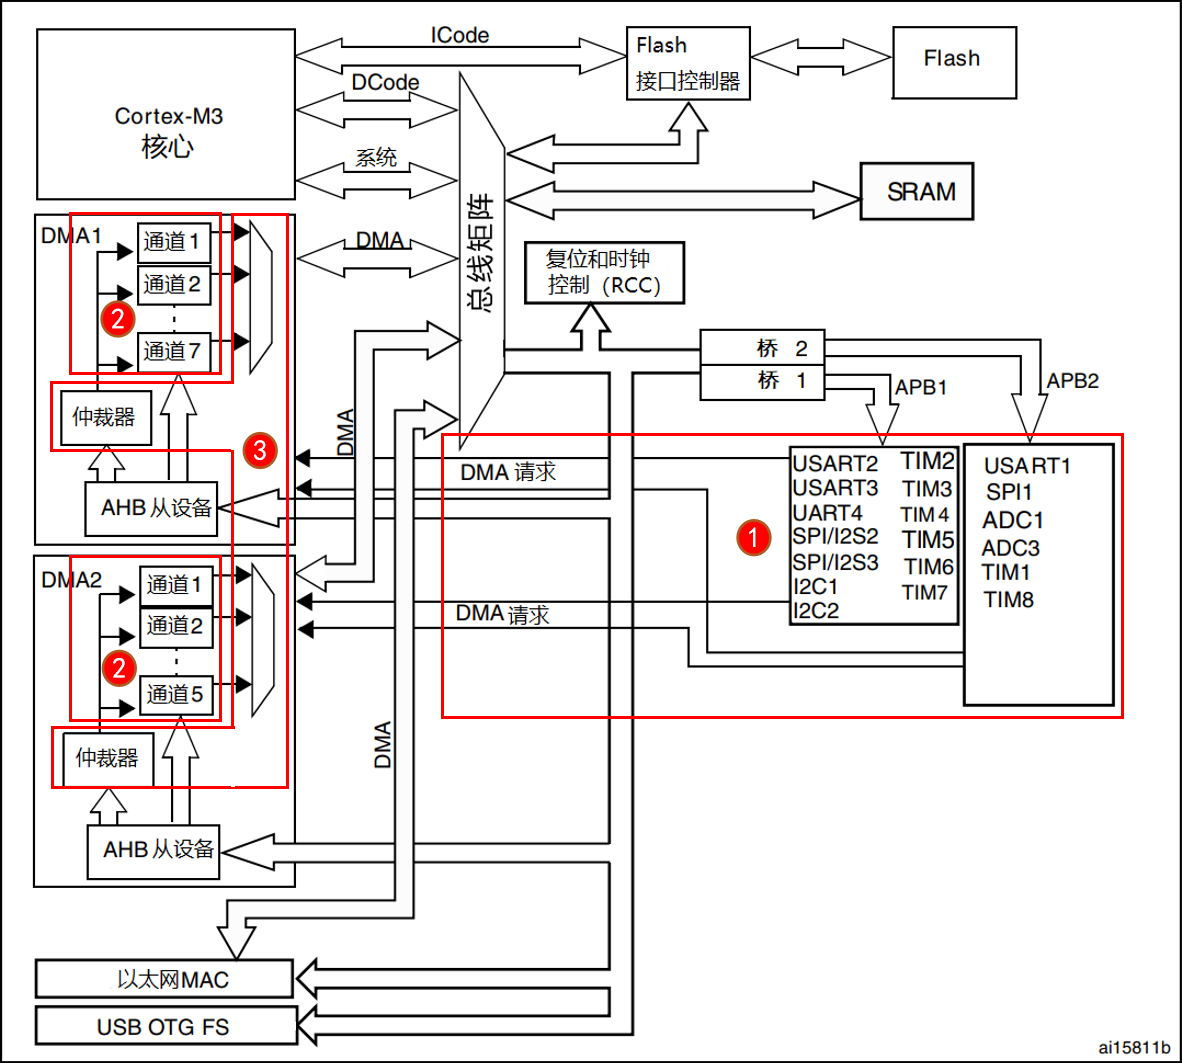 ICode
Flash
接口控制器
Flash
Cortex-M3
核心
DCode
系统
总线矩阵
SRAM
DMA1
通道1
通道2
2
通道7
DMA
复位和时钟
控制（RCC）
桥 2
桥 1
APB1
APB2
仲裁器
3
DMA
AHB从设备
DMA请求
1
USART2
USART3
UART4
SPI/I2S2
SPI/I2S3
I2C1
I2C2
TIM2
TIM3
TIM4
TIM5
TIM6
TIM7
USART1
SPI1
ADC1
ADC3
TIM1
TIM8
DMA2
通道1
通道2
2
通道5
DMA请求
仲裁器
DMA
AHB从设备
以太网MAC
USB OTG FS
ai15811b